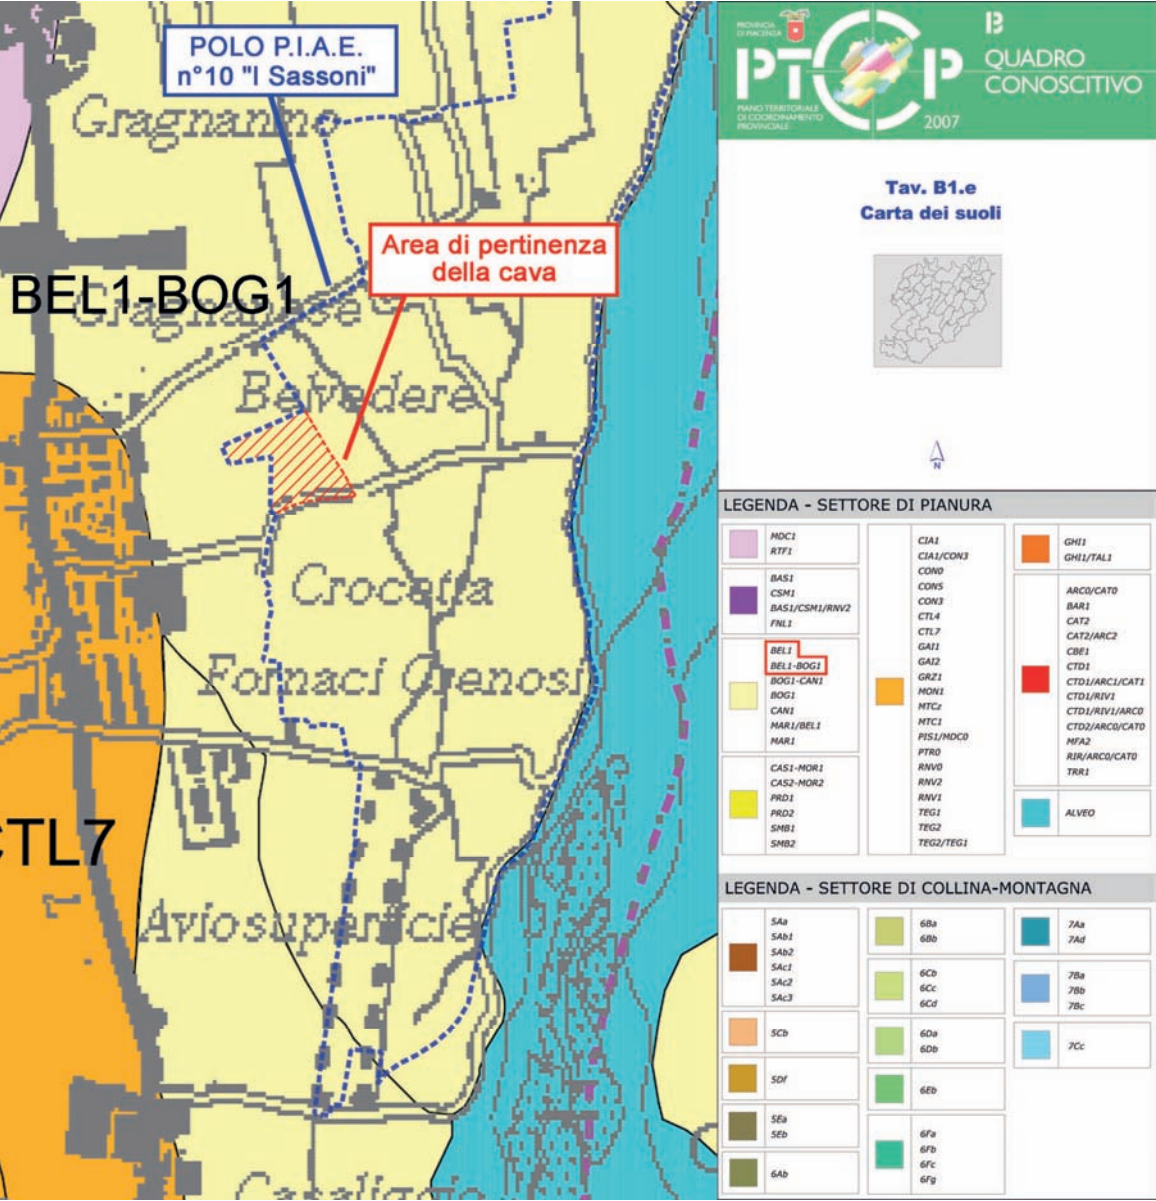 POLO P.I.A.E.
n°10 "I Sassoni"
Gragnanino
Area di pertinenza
della cava
BEL1-BOG1
Belvedere
Crocetta
Fornaci Genosi
CTL7
Aviosuperficie
PROVINCIA
DI PIACENZA
PTCP
PIANO TERRITORIALE
DI COORDINAMENTO
PROVINCIALE
2007
B
QUADRO
CONOSCITIVO
Tav. B1.e
Carta dei suoli
N
LEGENDA - SETTORE DI PIANURA
MDC1
RTF1
BAS1
CSM1
BAS1/CSM1/RNV2
FNL1
BEL1
BEL1-BOG1
BOG1-CAN1
BOG1
CAN1
MAR1/BEL1
MAR1
CAS1-MOR1
CAS2-MOR2
PRD1
PRD2
SMB1
SMB2
CIA1
CIA1/CON3
CON0
CON5
CON3
CTL4
CTL7
GAI1
GAI2
GRZ1
MON1
MTCz
MTC1
PIS1/MDC0
PTR0
RNV0
RNV2
RNV1
TEG1
TEG2
TEG2/TEG1
GHI1
GHI1/TAL1
ARC0/CAT0
BAR1
CAT2
CAT2/ARC2
CBE1
CTD1
CTD1/ARC1/CAT1
CTD1/RIV1
CTD1/RIV1/ARC0
CTD2/ARC0/CAT0
MFA2
RIR/ARC0/CAT0
TRR1
ALVEO
LEGENDA - SETTORE DI COLLINA-MONTAGNA
5Aa
5Ab1
5Ab2
5Ac1
5Ac2
5Ac3
5Cb
5Df
5Ea
5Eb
6Ab
6Ba
6Bb
6Cb
6Cc
6Cd
6Da
6Db
6Eb
6Fa
6Fb
6Fc
6Fg
7Aa
7Ad
7Ba
7Bb
7Bc
7Cc